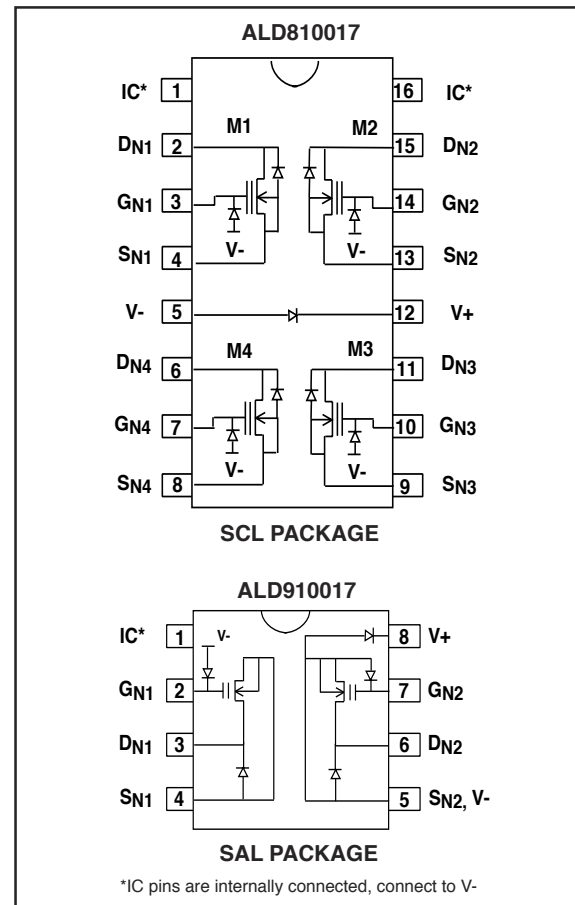 ALD810017
IC* 1 16 IC*
M1 M2
DN1 2 15 DN2
GN1 3 14 GN2
V- V-
SN1 4 13 SN2
V- 5 12 V+
M4 M3
DN4 6 11 DN3
GN4 7 10 GN3
V- V-
SN4 8 9 SN3
SCL PACKAGE
ALD910017
IC* 1 V- 8 V+
GN1 2 7 GN2
DN1 3 6 DN2
SN1 4 5 SN2, V-
SAL PACKAGE
*IC pins are internally connected, connect to V-